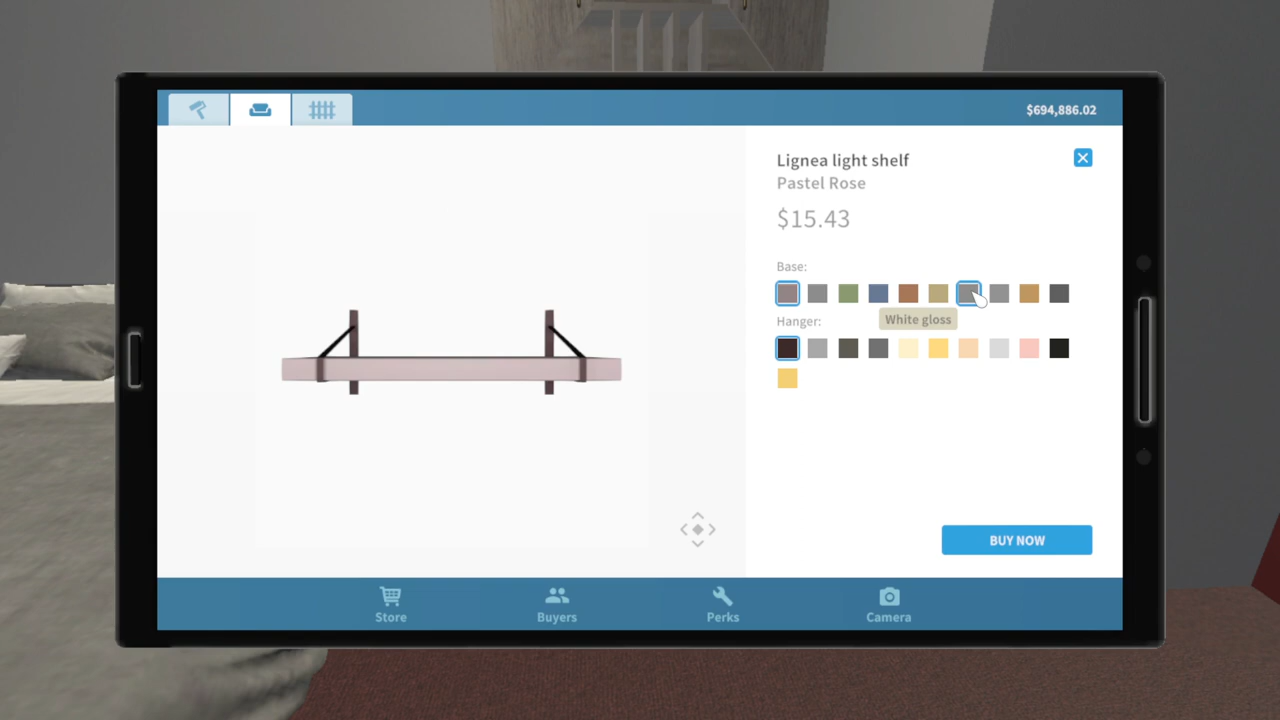 $694,886.02
Lignea light shelf
Pastel Rose
$15.43
Base:
White gloss
Hanger:
BUY NOW
Store
Buyers
Perks
Camera